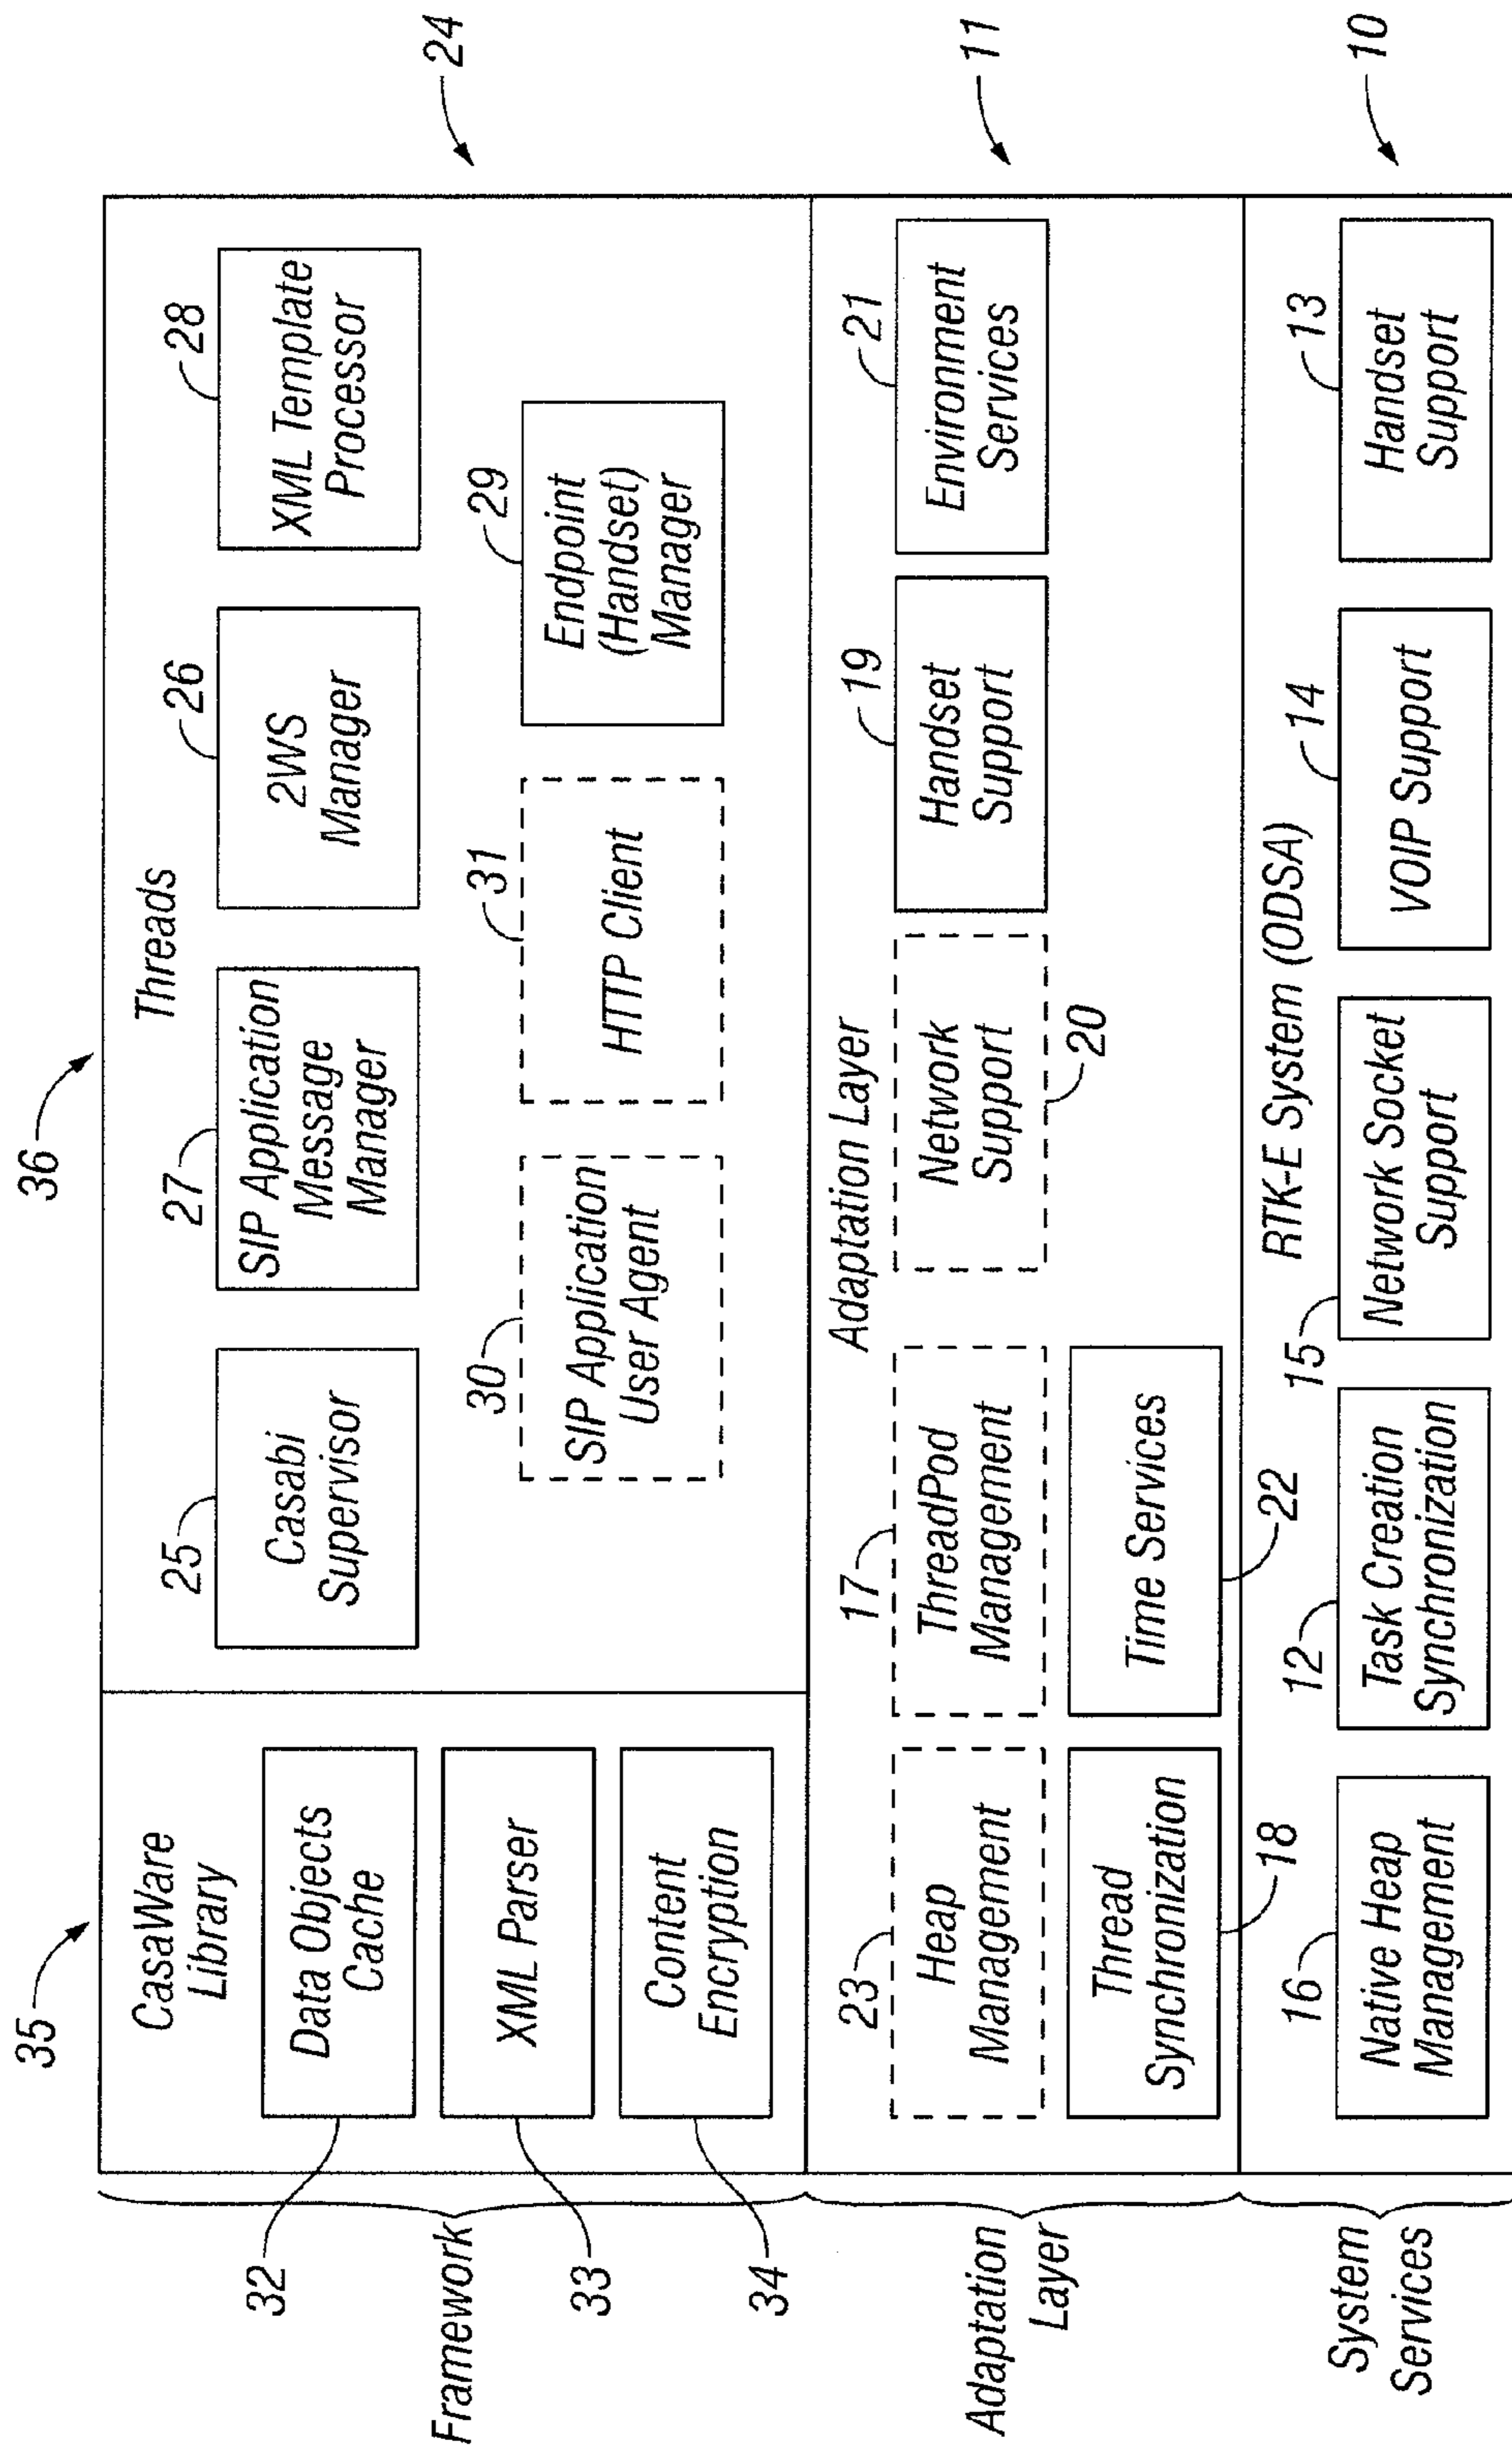 35
36
CasaWare
Library
Threads
24
32
Data Objects
Cache
33
XML Parser
34
Content
Encryption
Framework
25
Casabi
Supervisor
27
SIP Application
Message
Manager
26
2WS
Manager
28
XML Template
Processor
30
SIP Application
User Agent
31
HTTP Client
29
Endpoint
(Handset)
Manager
Adaptation Layer
11
Adaptation
Layer
23
Heap
Management
17
ThreadPod
Management
Network
Support
20
19
Handset
Support
21
Environment
Services
Thread
Synchronization
18
Time Services
22
RTK-E System (ODSA)
10
System
Services
16
Native Heap
Management
12
Task Creation
Synchronization
15
Network Socket
Support
14
VOIP Support
13
Handset
Support